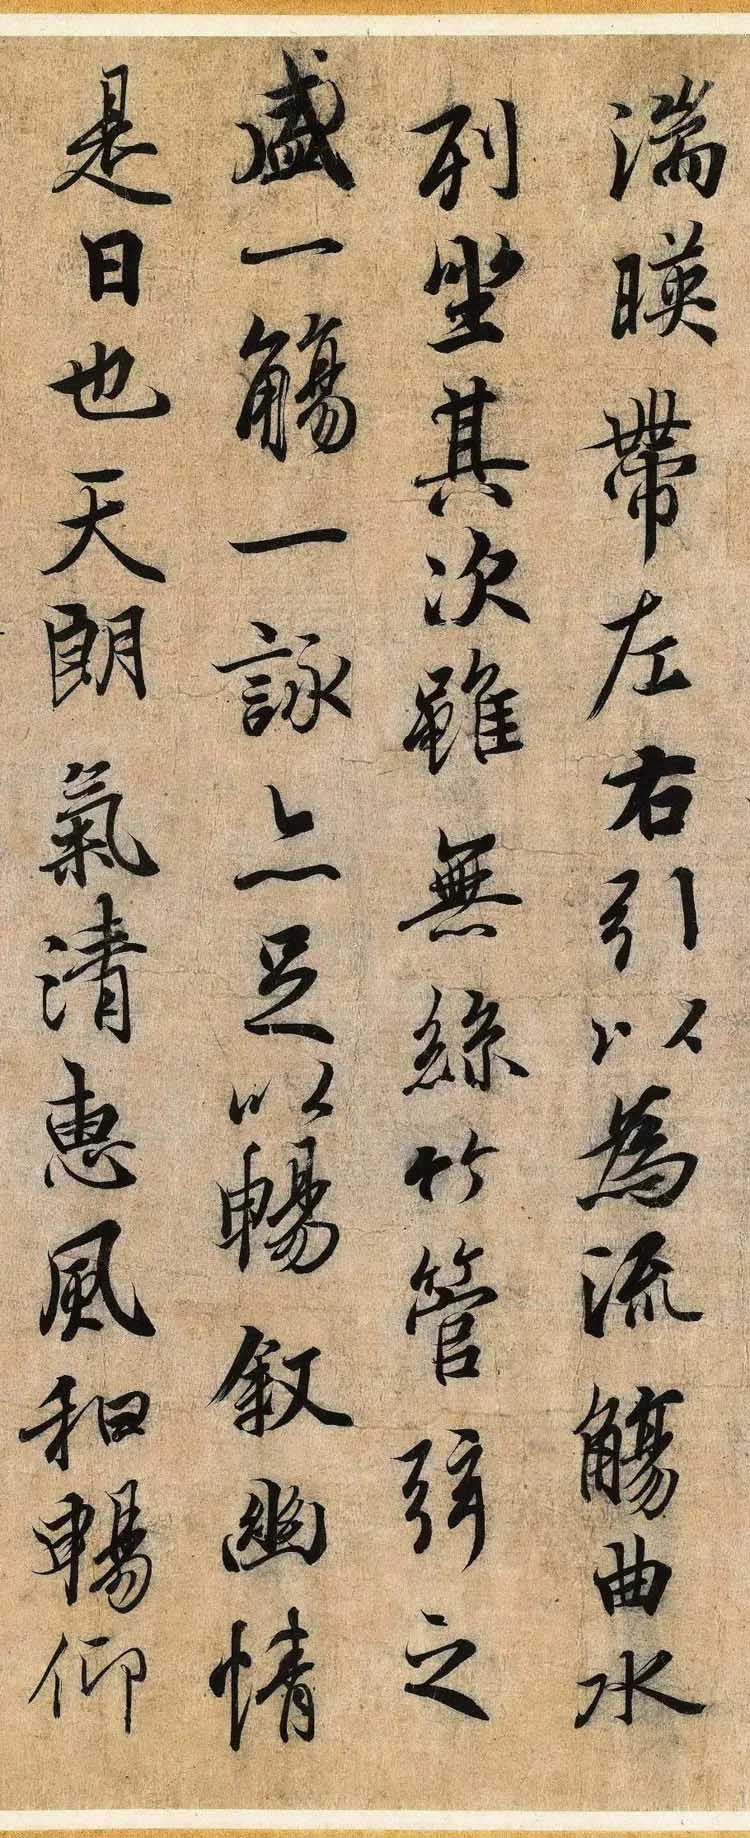 湍暎帶左右引以為流觴曲水
列坐其次雖無絲竹管弦之
盛一觴一詠亦足以暢敘幽情
是日也天朗氣清惠風和暢仰